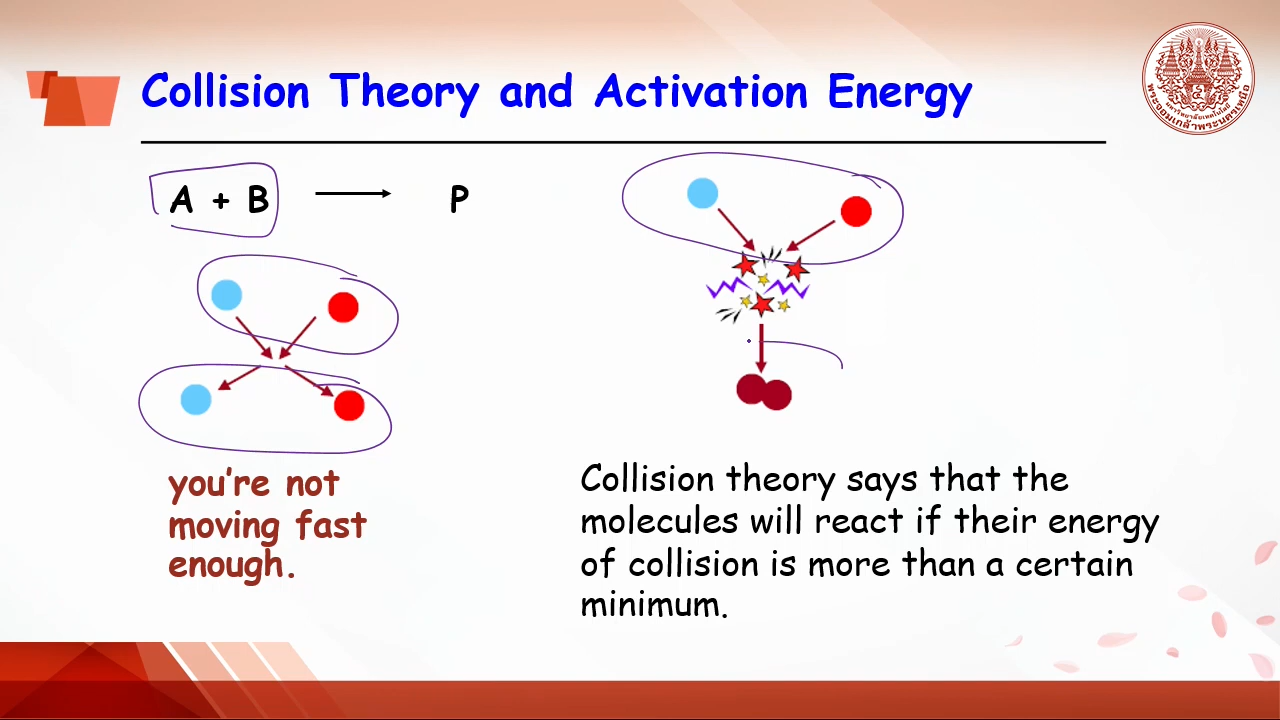 Collision Theory and Activation Energy
A + B ⟶ P
you're not
moving fast
enough.
Collision theory says that the
molecules will react if their energy
of collision is more than a certain
minimum.